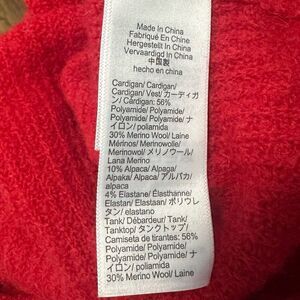 Made In China
Fabriqué En Chine
Hergestellt In China
Vervaardigd In China
中国製
hecho en china
Cardigan/ Cardigan/
Cardigan/ Vest/ カーディガ
ン/ Cárdigan: 56%
Polyamide/ Polyamide/
Polyamid/ Polyamide/ ナ
イロン/ poliamida
30% Merino Wool/ Laine
Mérinos/ Merinowolle/
Merinowol/ メリノウール/
Lana Merino
10% Alpaca/ Alpaga/
Alpaka/ Alpaca/ アルパカ/
alpaca
4% Elastane/ Élasthanne/
Elastan/ Elastaan/ ポリウレ
タン/ elastano
Tank/ Débardeur/ Tank/
Tanktop/ タンクトップ/
Camiseta de tirantes: 56%
Polyamide/ Polyamide/
Polyamid/ Polyamide/ ナ
イロン/ poliamida
30% Merino Wool/ Laine